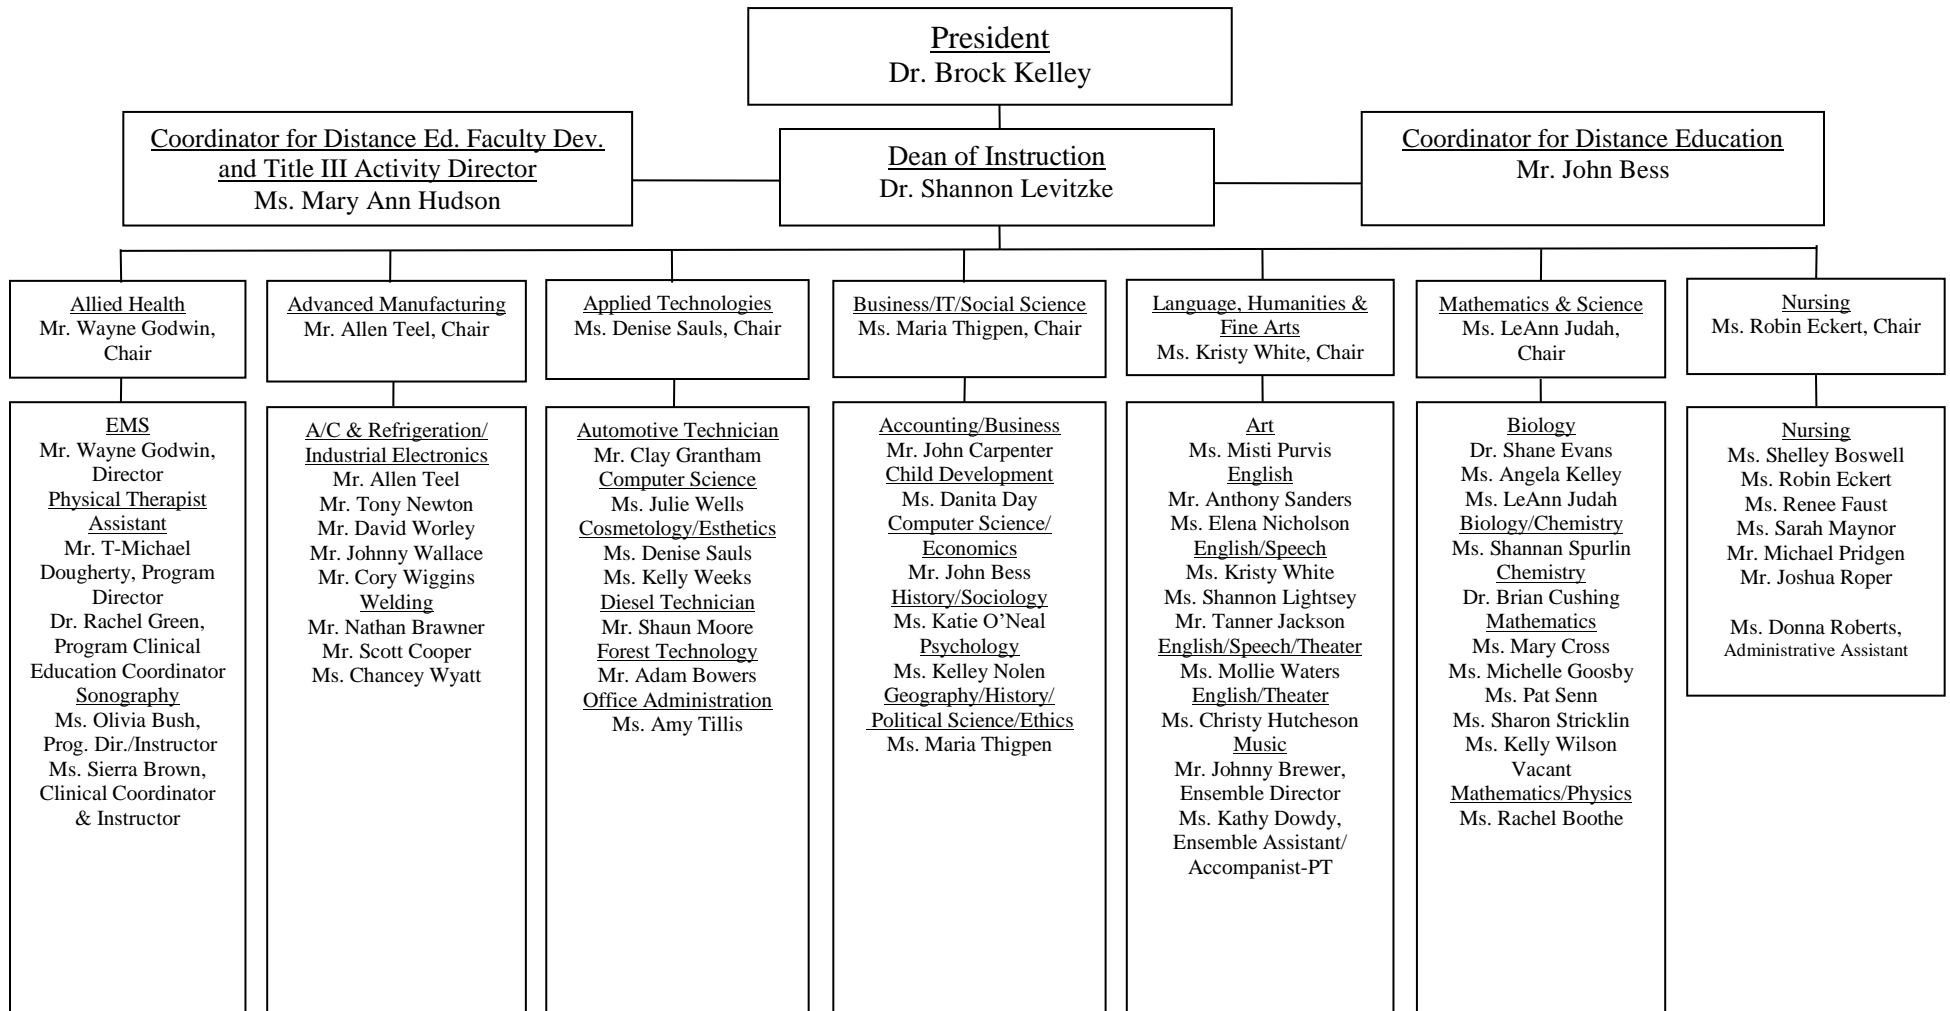 President
Dr. Brock Kelley
Coordinator for Distance Ed. Faculty Dev.
and Title III Activity Director
Ms. Mary Ann Hudson
Dean of Instruction
Dr. Shannon Levitzke
Coordinator for Distance Education
Mr. John Bess
Allied Health
Mr. Wayne Godwin,
Chair
Advanced Manufacturing
Mr. Allen Teel, Chair
Applied Technologies
Ms. Denise Sauls, Chair
Business/IT/Social Science
Ms. Maria Thigpen, Chair
Language, Humanities &
Fine Arts
Ms. Kristy White, Chair
Mathematics & Science
Ms. LeAnn Judah,
Chair
Nursing
Ms. Robin Eckert, Chair
EMS
Mr. Wayne Godwin,
Director
Physical Therapist
Assistant
Mr. T-Michael
Dougherty, Program
Director
Dr. Rachel Green,
Program Clinical
Education Coordinator
Sonography
Ms. Olivia Bush,
Prog. Dir./Instructor
Ms. Sierra Brown,
Clinical Coordinator
& Instructor
A/C & Refrigeration/
Industrial Electronics
Mr. Allen Teel
Mr. Tony Newton
Mr. David Worley
Mr. Johnny Wallace
Mr. Cory Wiggins
Welding
Mr. Nathan Brawner
Mr. Scott Cooper
Ms. Chancey Wyatt
Automotive Technician
Mr. Clay Grantham
Computer Science
Ms. Julie Wells
Cosmetology/Esthetics
Ms. Denise Sauls
Ms. Kelly Weeks
Diesel Technician
Mr. Shaun Moore
Forest Technology
Mr. Adam Bowers
Office Administration
Ms. Amy Tillis
Accounting/Business
Mr. John Carpenter
Child Development
Ms. Danita Day
Computer Science/
Economics
Mr. John Bess
History/Sociology
Ms. Katie O’Neal
Psychology
Ms. Kelley Nolen
Geography/History/
Political Science/Ethics
Ms. Maria Thigpen
Art
Ms. Misti Purvis
English
Mr. Anthony Sanders
Ms. Elena Nicholson
English/Speech
Ms. Kristy White
Ms. Shannon Lightsey
Mr. Tanner Jackson
English/Speech/Theater
Ms. Mollie Waters
English/Theater
Ms. Christy Hutcheson
Music
Mr. Johnny Brewer,
Ensemble Director
Ms. Kathy Dowdy,
Ensemble Assistant/
Accompanist-PT
Biology
Dr. Shane Evans
Ms. Angela Kelley
Ms. LeAnn Judah
Biology/Chemistry
Ms. Shannan Spurlin
Chemistry
Dr. Brian Cushing
Mathematics
Ms. Mary Cross
Ms. Michelle Goosby
Ms. Pat Senn
Ms. Sharon Stricklin
Ms. Kelly Wilson
Vacant
Mathematics/Physics
Ms. Rachel Boothe
Nursing
Ms. Shelley Boswell
Ms. Robin Eckert
Ms. Renee Faust
Ms. Sarah Maynor
Mr. Michael Pridgen
Mr. Joshua Roper
Ms. Donna Roberts,
Administrative Assistant